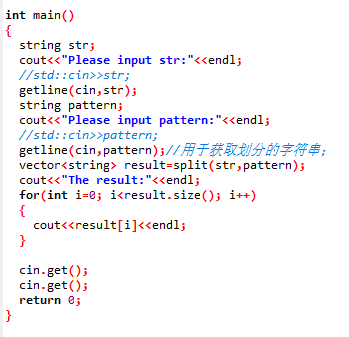 int main()
{
string str;
cout<<"Please input str:"<<endl;
//std::cin>>str;
getline(cin,str);
string pattern;
cout<<"Please input pattern:"<<endl;
//std::cin>>pattern;
getline(cin,pattern);//用于获取划分的字符串;
vector<string> result=split(str,pattern);
cout<<"The result:"<<endl;
for(int i=0; i<result.size(); i++)
{
cout<<result[i]<<endl;
}
cin.get();
cin.get();
return 0;
}